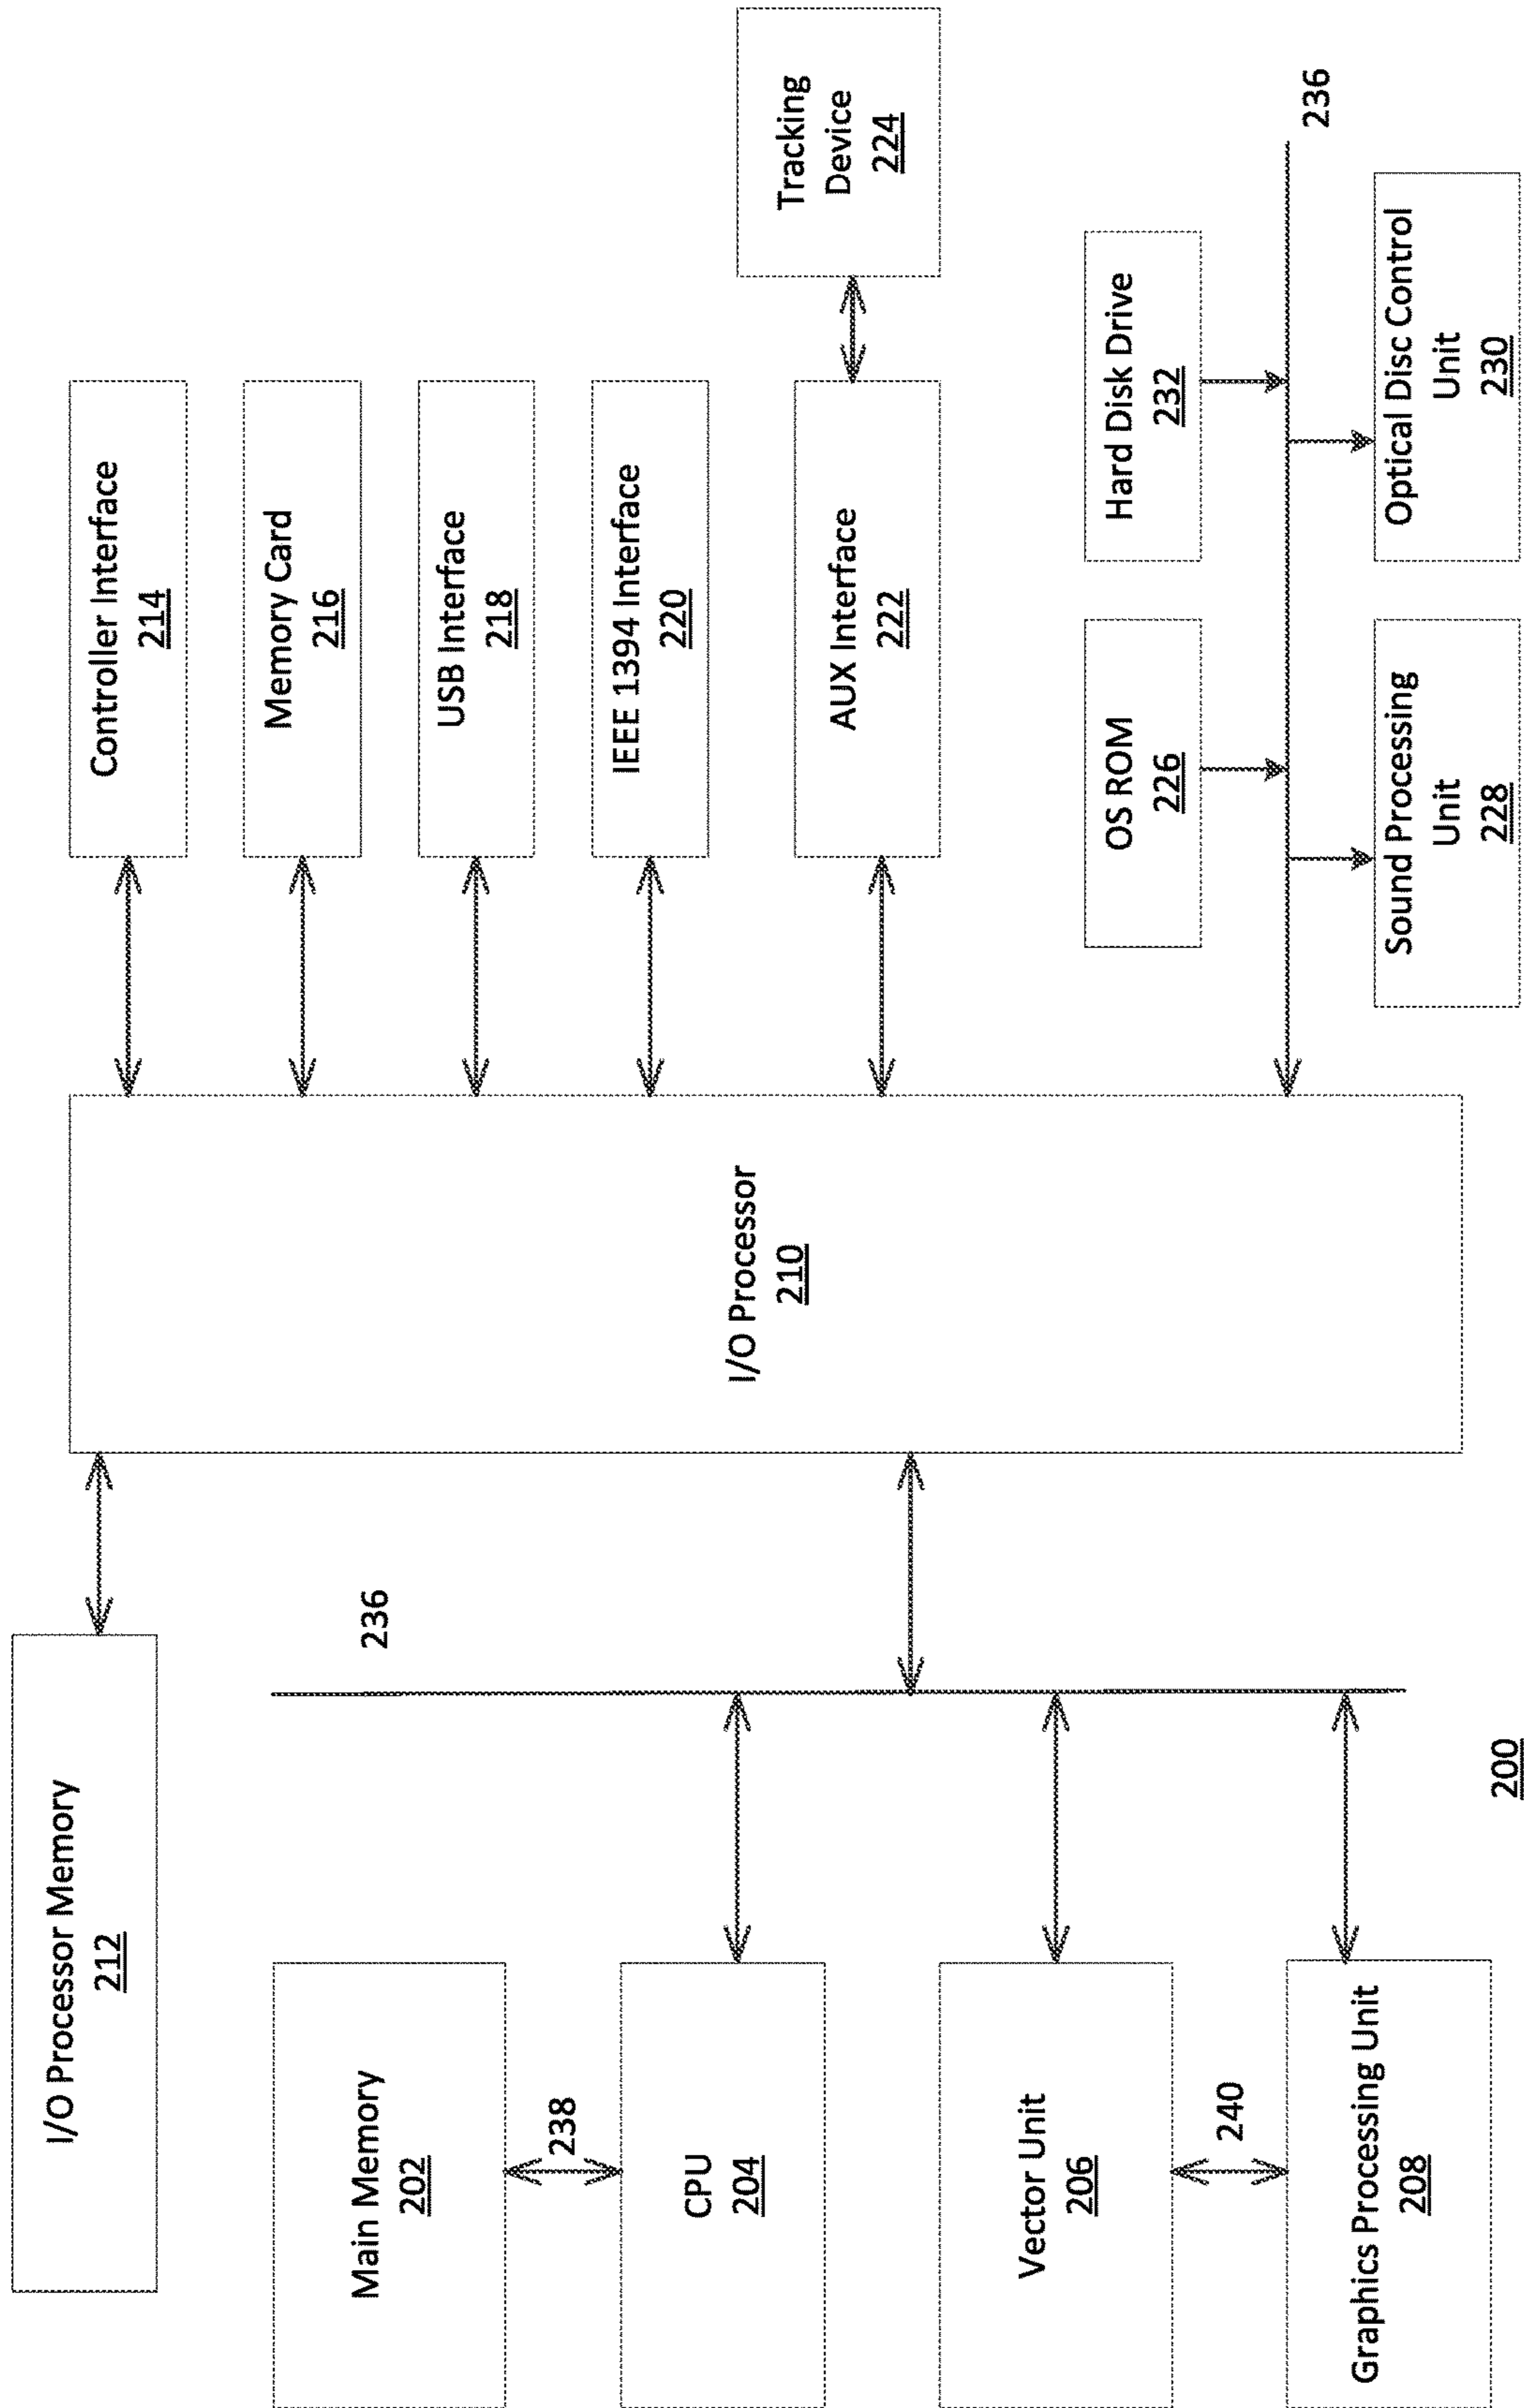 I/O Processor Memory
212
Main Memory
202
238
CPU
204
Vector Unit
206
240
Graphics Processing Unit
208
236
200
I/O Processor
210
Controller Interface
214
Memory Card
216
USB Interface
218
IEEE 1394 Interface
220
AUX Interface
222
Tracking
Device
224
OS ROM
226
Hard Disk Drive
232
236
Sound Processing
Unit
228
Optical Disc Control
Unit
230